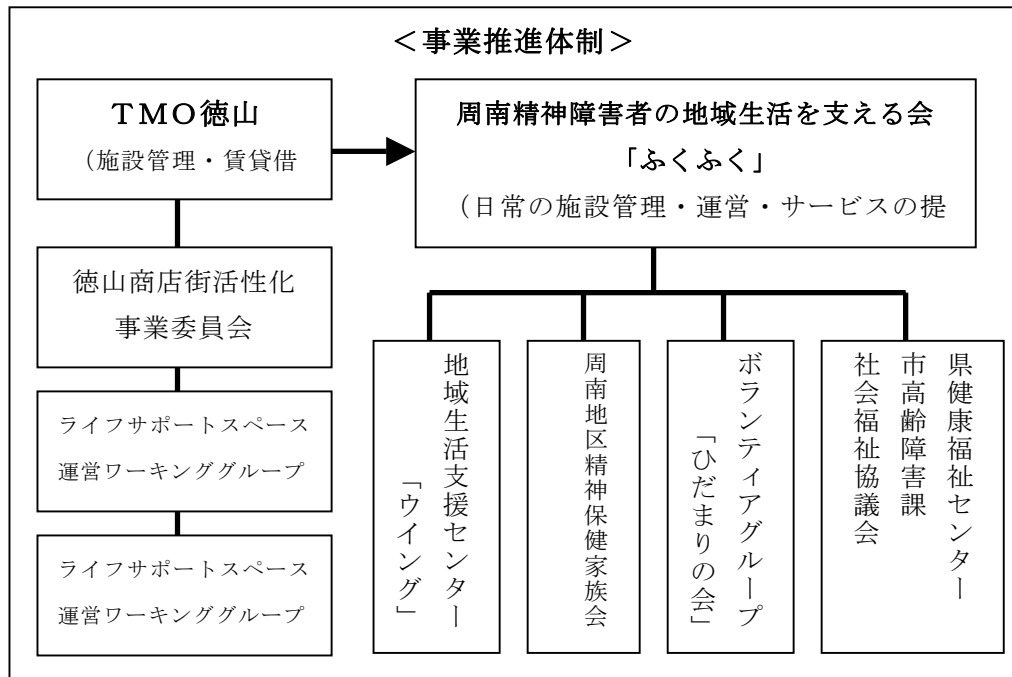 ＜事業推進体制＞
ＴＭＯ徳山
（施設管理・賃貸借
周南精神障害者の地域生活を支える会
「ふくふく」
（日常の施設管理・運営・サービスの提
徳山商店街活性化
事業委員会
ライフサポートスペース
運営ワーキンググループ
ライフサポートスペース
運営ワーキンググループ
地域生活支援センター
「ウイング」
周南地区精神保健家族会
ボランティアグループ
「ひだまりの会」
県健康福祉センター
市高齢障害課
社会福祉協議会